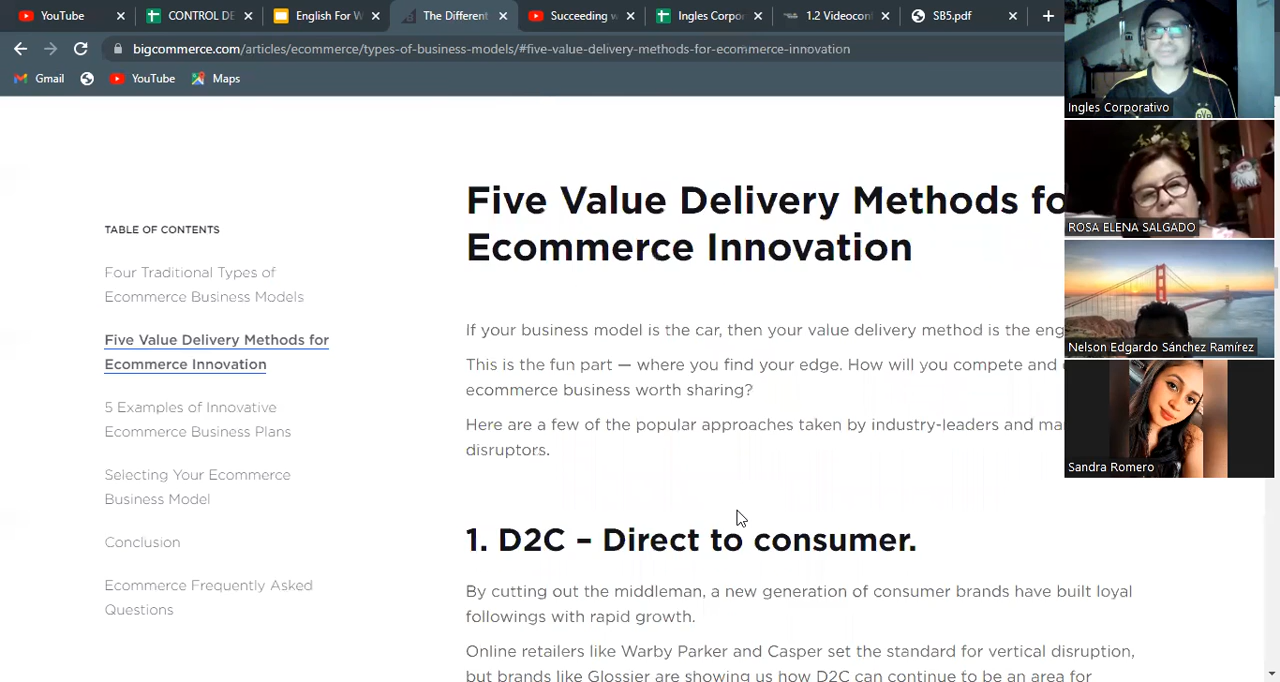 YouTube
CONTROL DE
English For W
The Different
Succeeding w
Ingles Corpo
1.2 Videocon
SB5.pdf
bigcommerce.com/articles/ecommerce/types-of-business-models/#five-value-delivery-methods-for-ecommerce-innovation
Gmail
YouTube
Maps
TABLE OF CONTENTS
Four Traditional Types of
Ecommerce Business Models
Five Value Delivery Methods for
Ecommerce Innovation
5 Examples of Innovative
Ecommerce Business Plans
Selecting Your Ecommerce
Business Model
Conclusion
Ecommerce Frequently Asked
Questions
Five Value Delivery Methods fo
Ecommerce Innovation
If your business model is the car, then your value delivery method is the eng
This is the fun part — where you find your edge. How will you compete and
ecommerce business worth sharing?
Here are a few of the popular approaches taken by industry-leaders and ma
disruptors.
1. D2C – Direct to consumer.
By cutting out the middleman, a new generation of consumer brands have built loyal
followings with rapid growth.
Online retailers like Warby Parker and Casper set the standard for vertical disruption,
but brands like Glossier are showing us how D2C can continue to be an area for
Ingles Corporativo
ROSA ELENA SALGADO
Nelson Edgardo Sánchez Ramírez
Sandra Romero